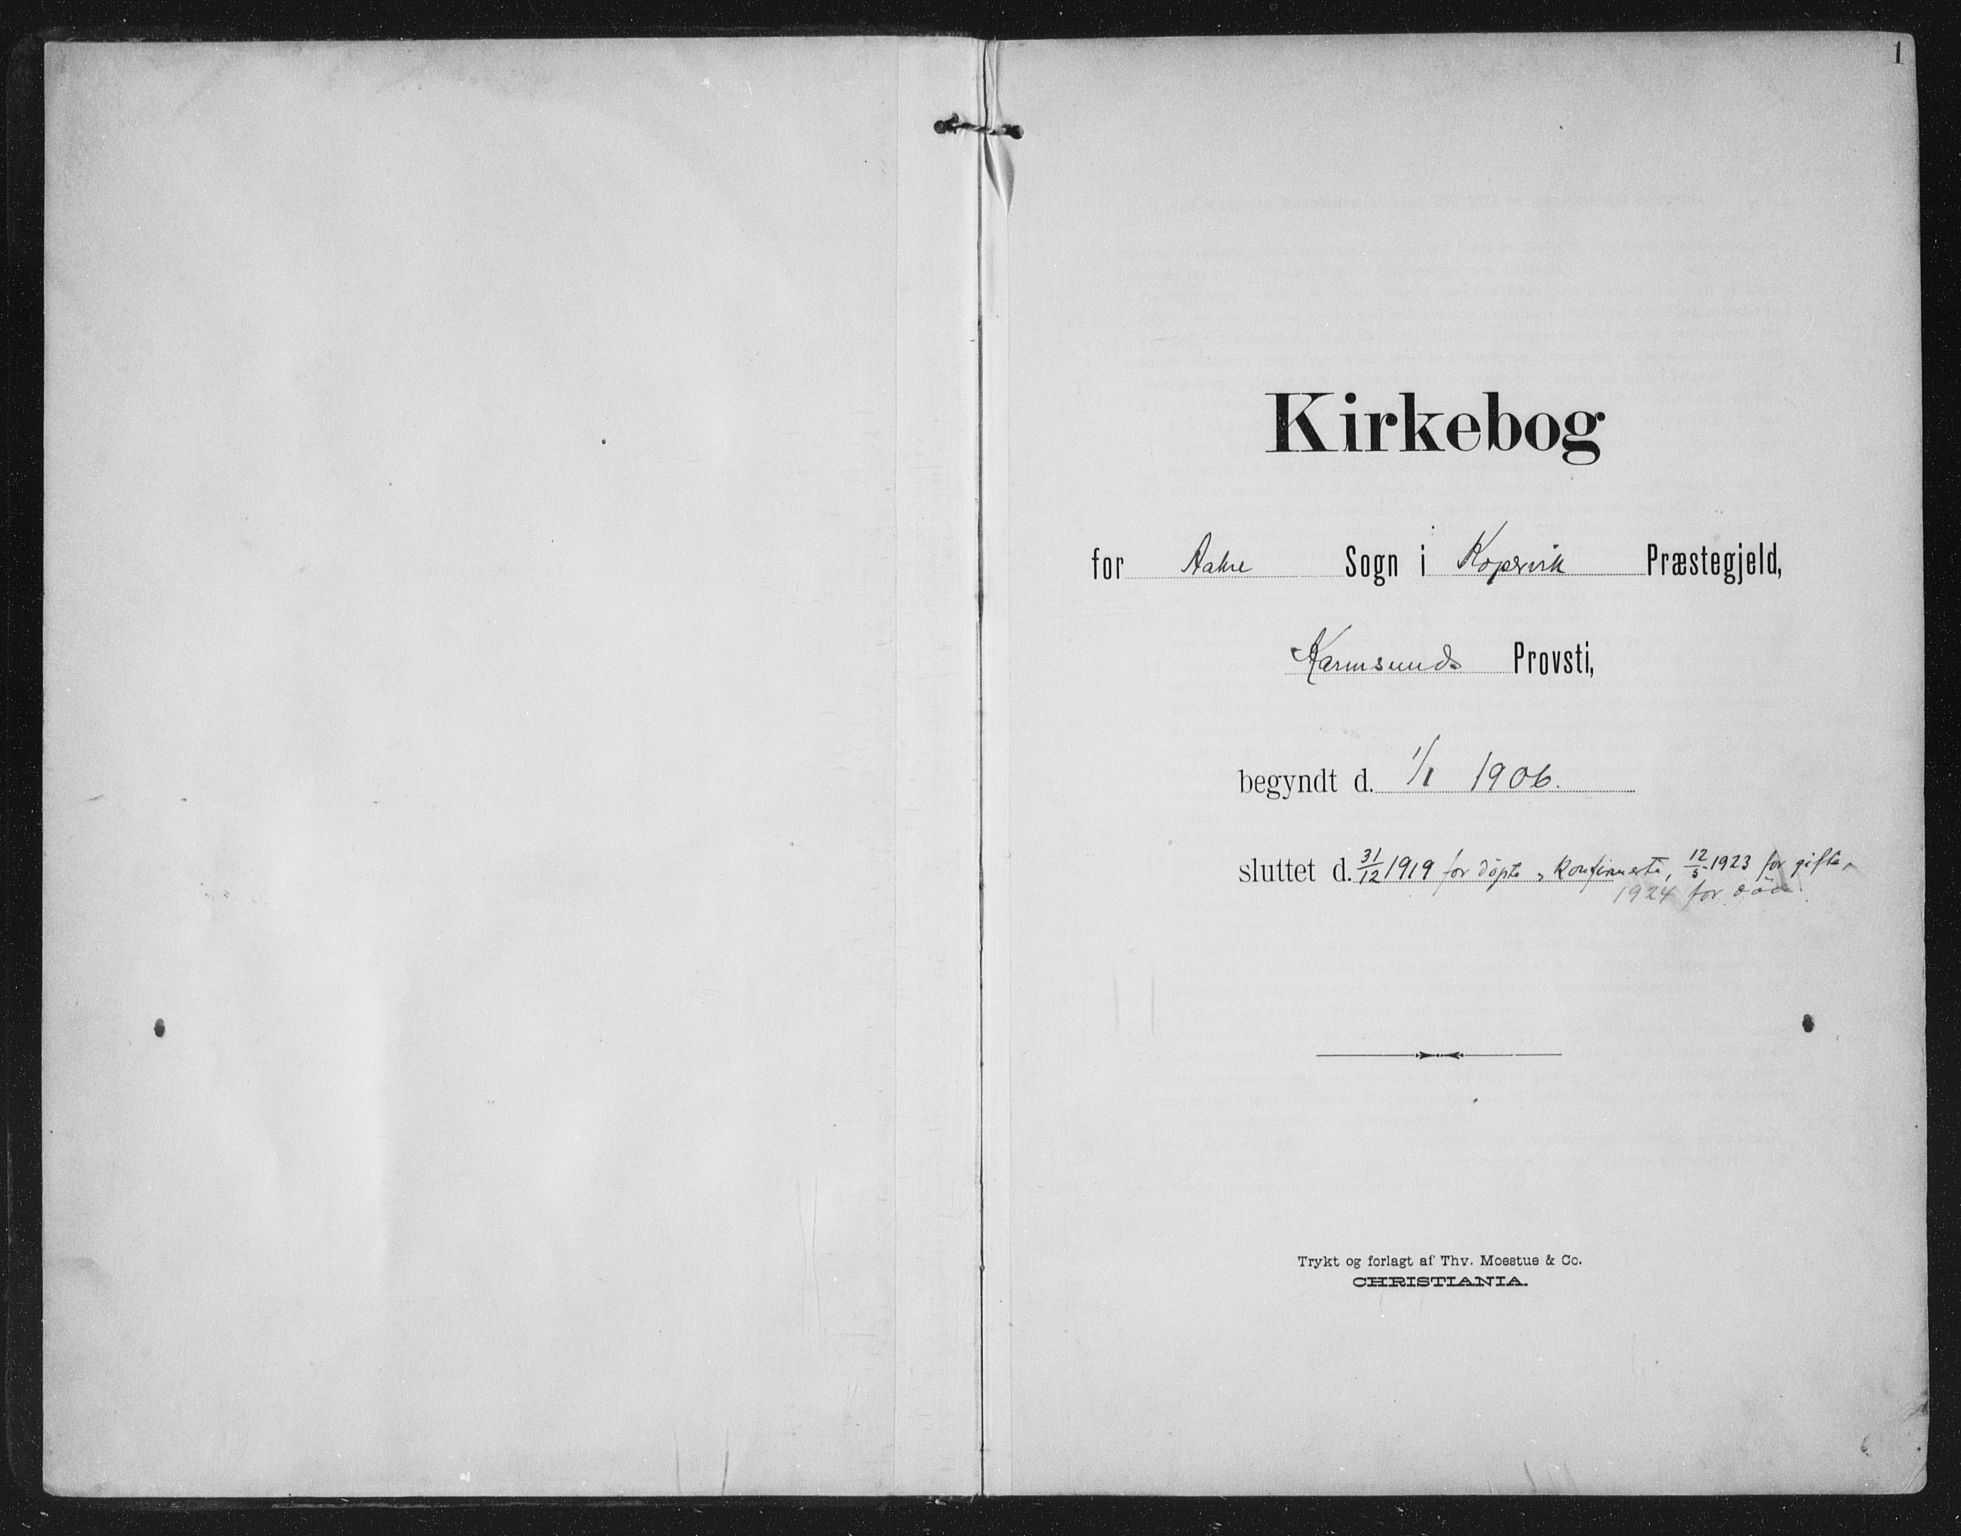 1
Kirkebog
for Aakre Sogn i Kopervik Præstegjeld,
Karmsunds Provsti,
begyndt d. 1/1 1906.
sluttet d. 31/12 1919 for döpte, konfirmerte, 12/5 1923 for gifte,
1924 for död.
Trykt og forlagt af Thv. Moestue & Co.
CHRISTIANIA.